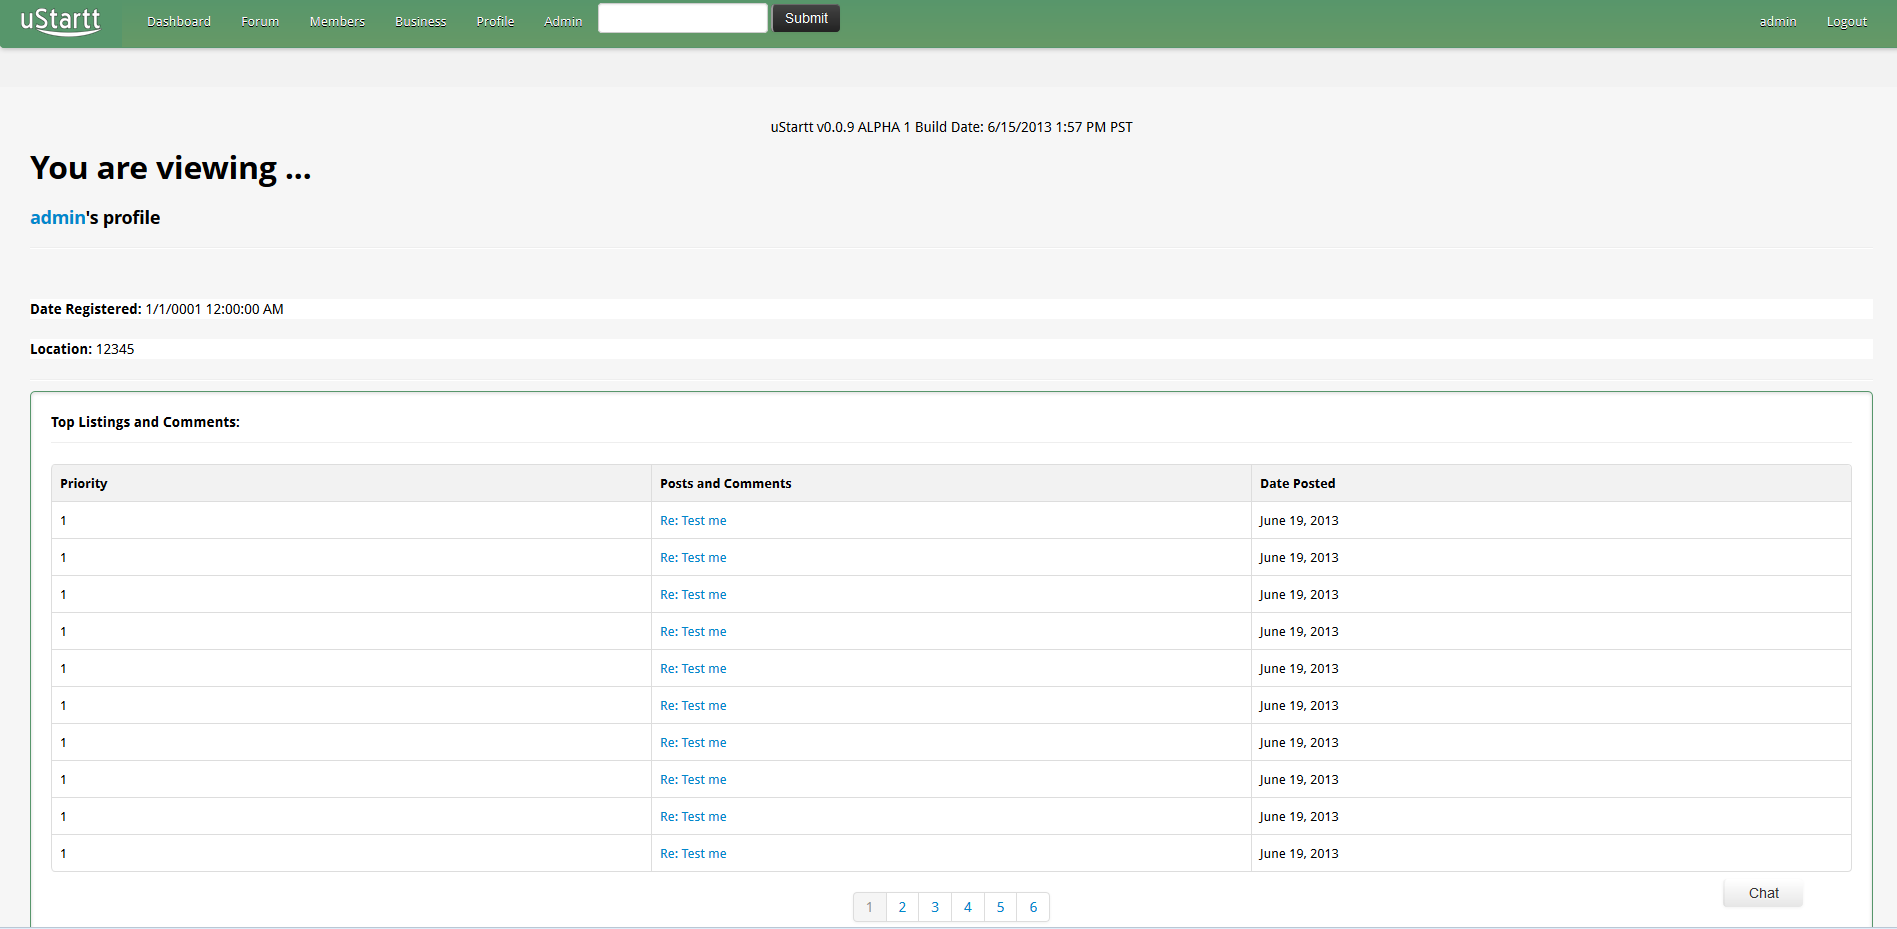 uStartt Dashboard Forum Members Business Profile Admin Submit admin Logout
uStartt v0.0.9 ALPHA 1 Build Date: 6/15/2013 1:57 PM PST
You are viewing ...
admin's profile
Date Registered: 1/1/0001 12:00:00 AM
Location: 12345
Top Listings and Comments:
Priority Posts and Comments Date Posted
1 Re: Test me June 19, 2013
1 Re: Test me June 19, 2013
1 Re: Test me June 19, 2013
1 Re: Test me June 19, 2013
1 Re: Test me June 19, 2013
1 Re: Test me June 19, 2013
1 Re: Test me June 19, 2013
1 Re: Test me June 19, 2013
1 Re: Test me June 19, 2013
1 Re: Test me June 19, 2013
Chat
1 2 3 4 5 6